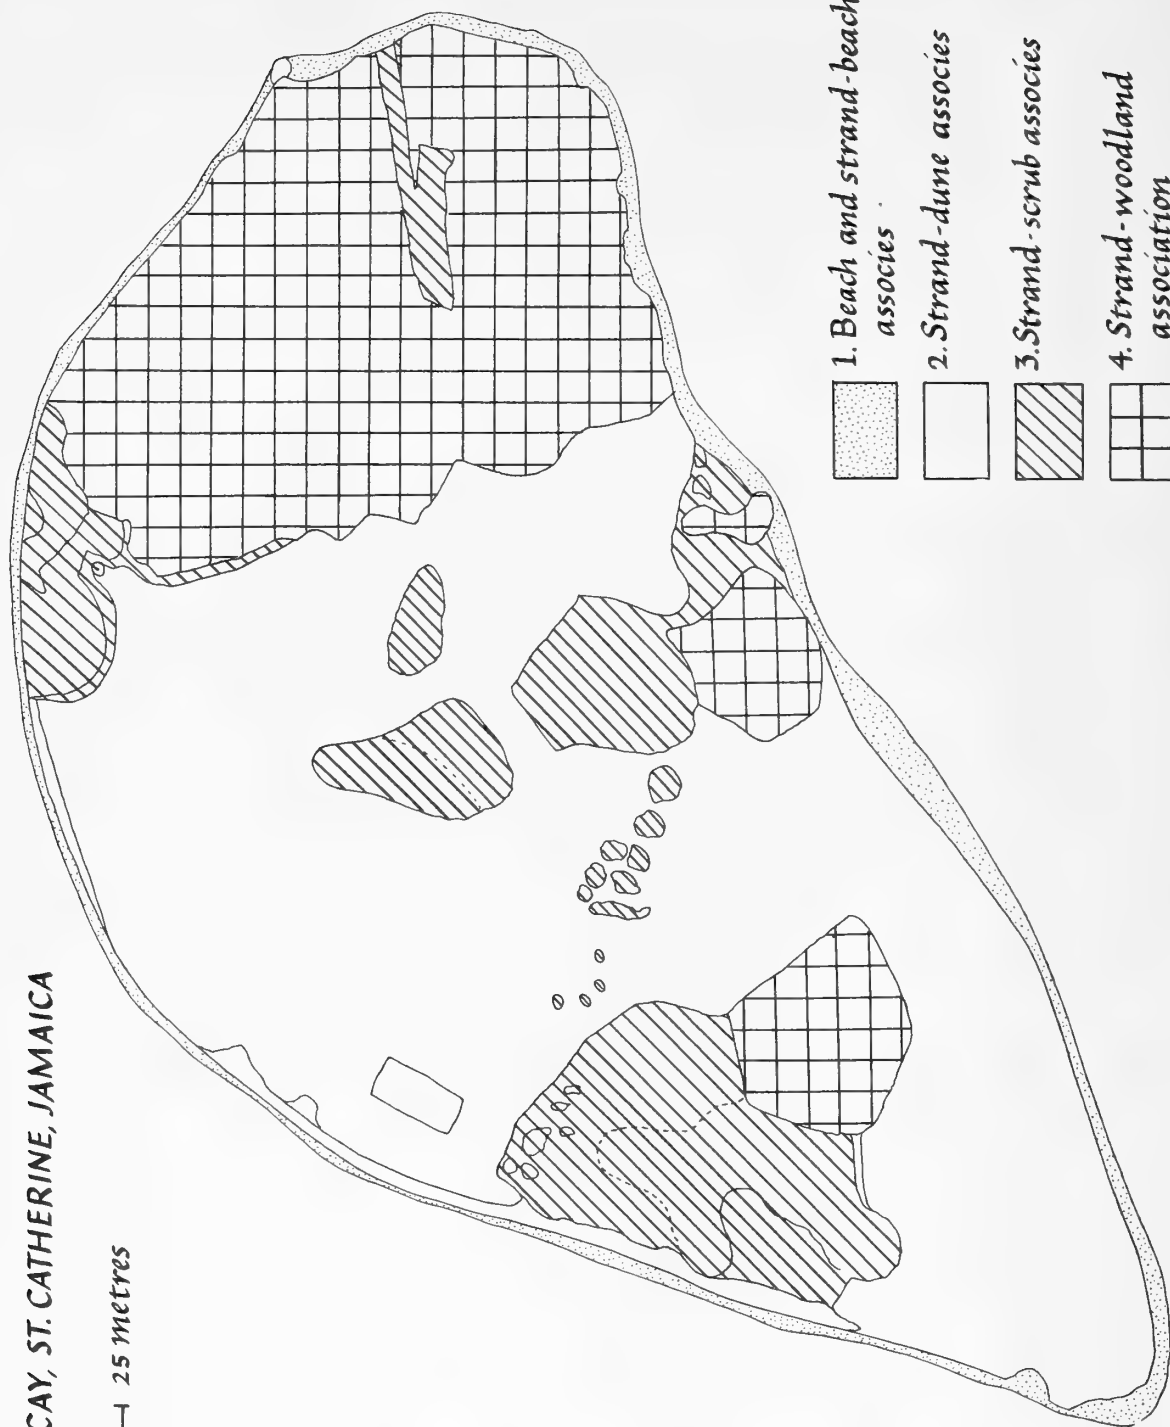 CAY, ST. CATHERINE, JAMAICA
25 metres
1. Beach and strand-beach
associes
2. Strand-dune associes
3. Strand-scrub associes
4. Strand-woodland
association